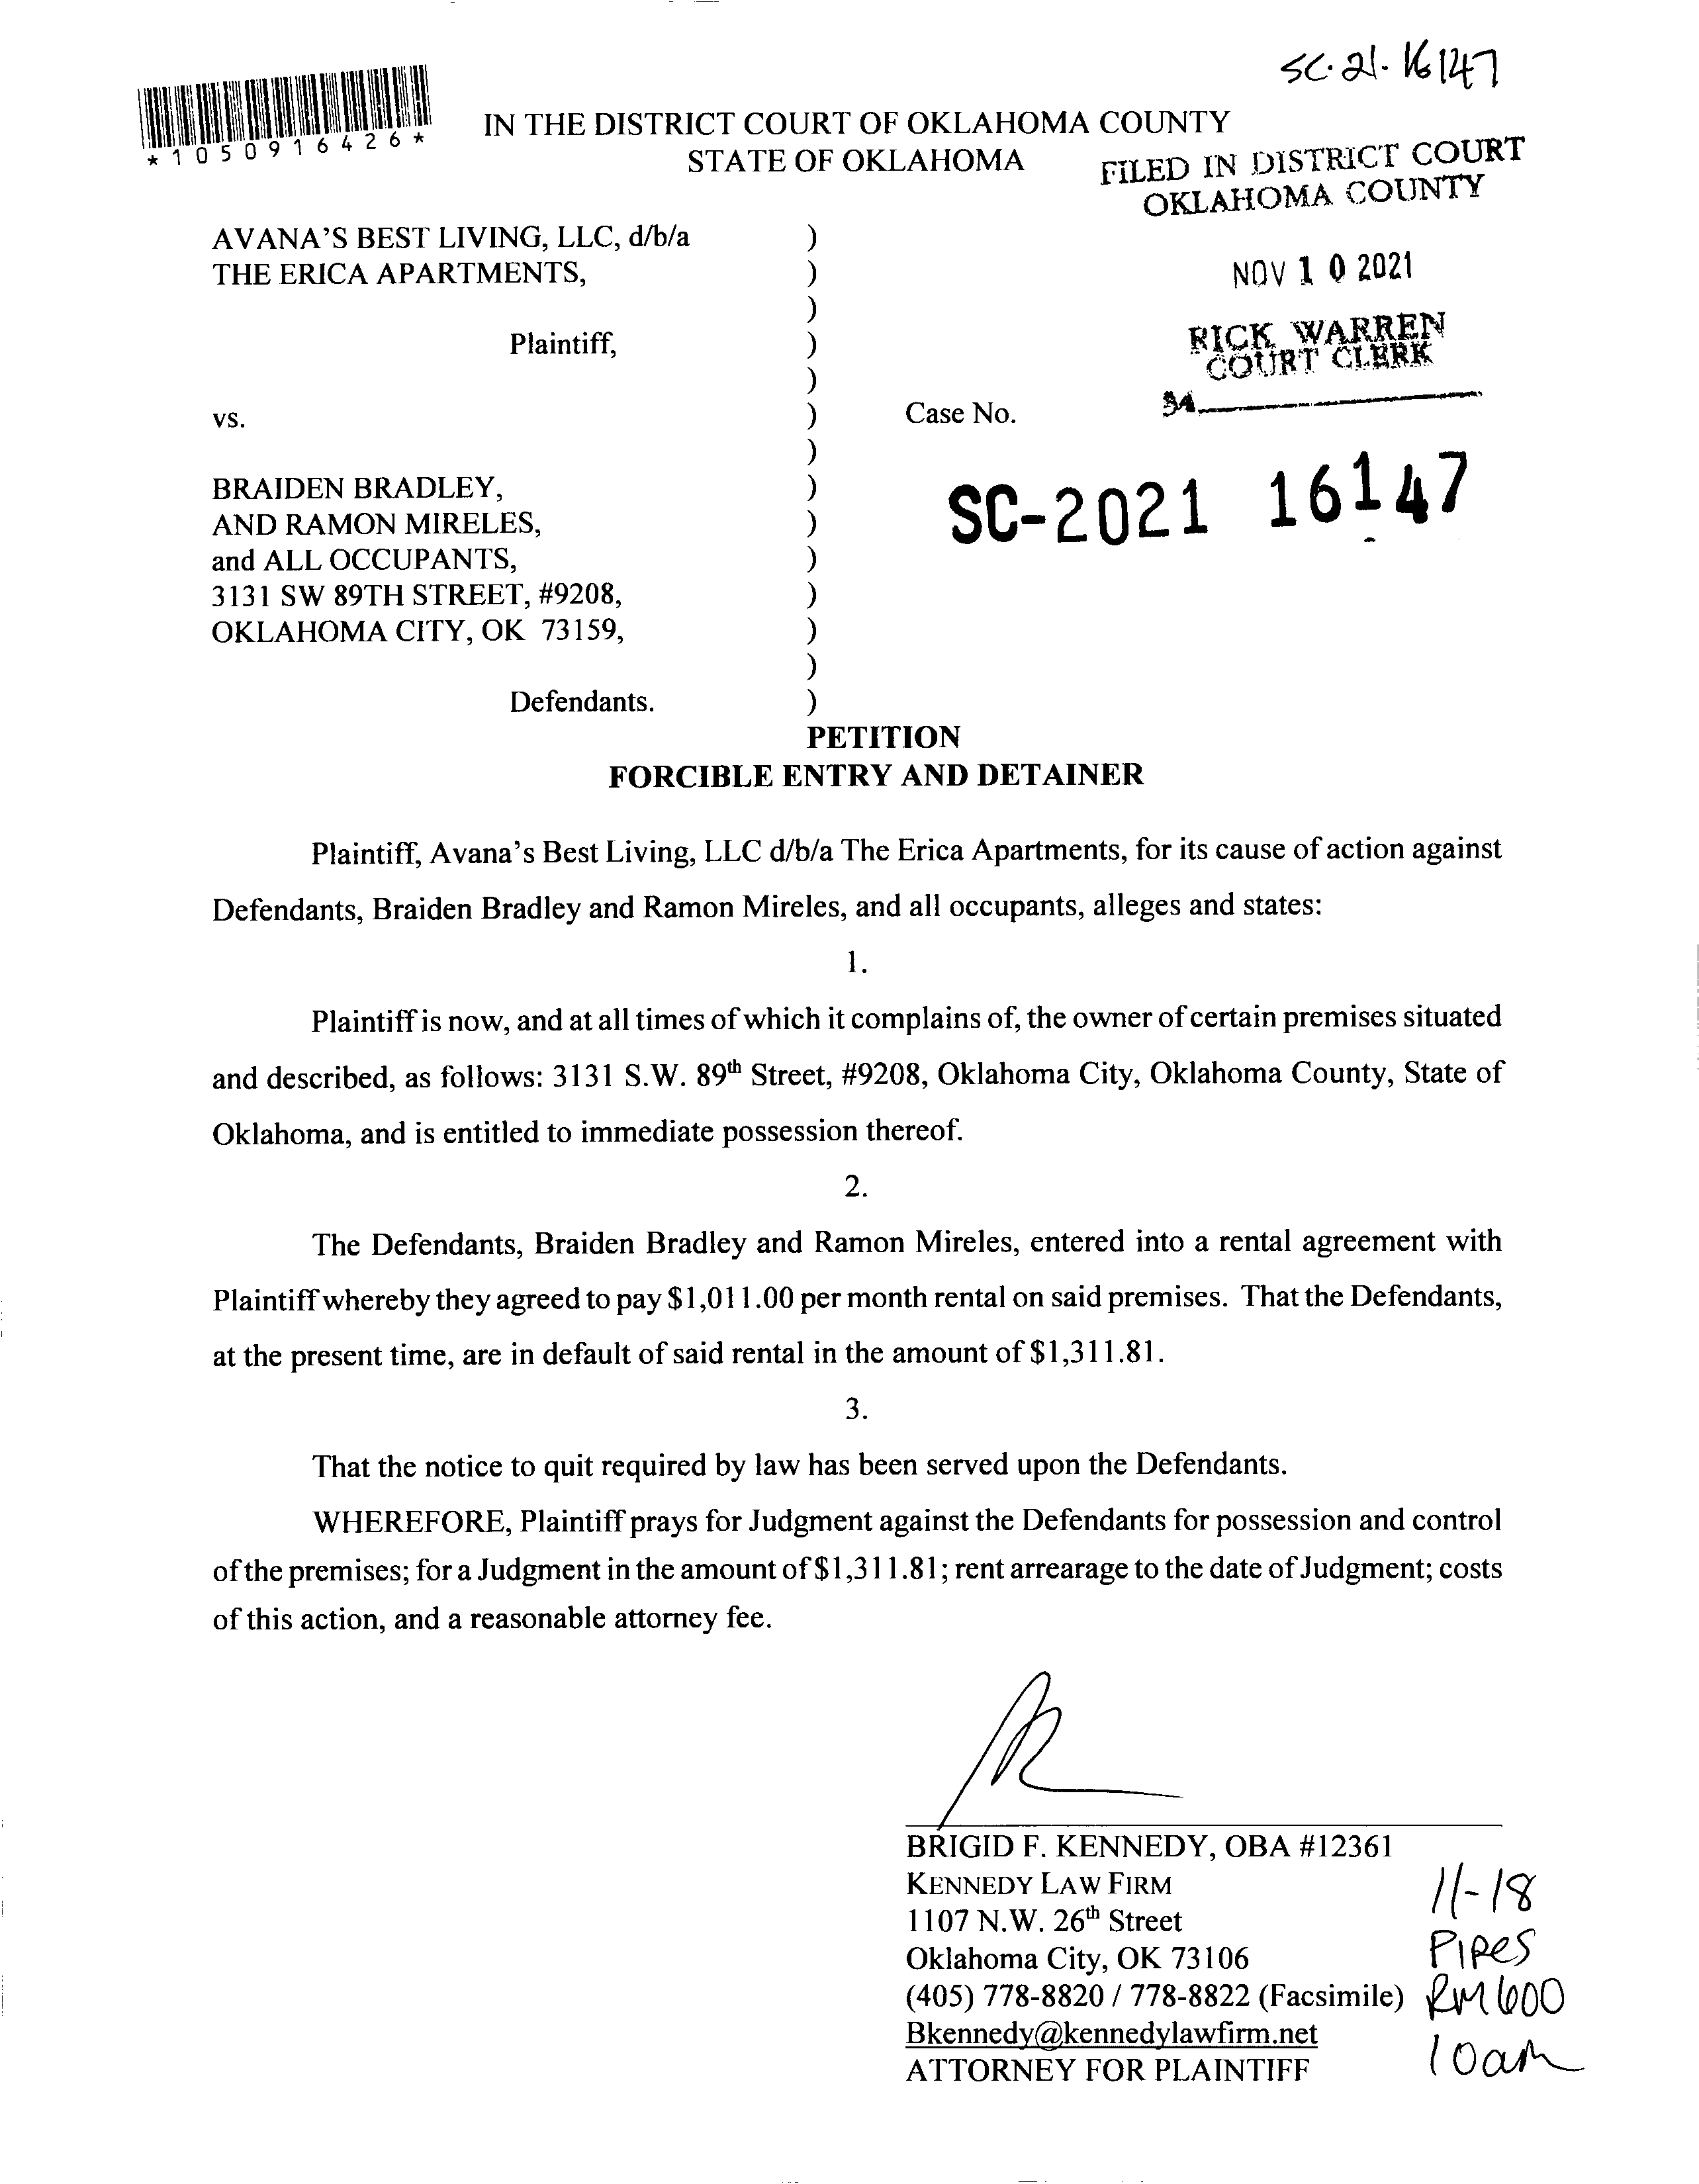 SC-21-16147
*1050916426*
IN THE DISTRICT COURT OF OKLAHOMA COUNTY
STATE OF OKLAHOMA
FILED IN DISTRICT COURT
OKLAHOMA COUNTY
AVANA'S BEST LIVING, LLC, d/b/a )
THE ERICA APARTMENTS, )
NOV 10 2021
)
Plaintiff, )
RICK WARREN
COURT CLERK
)
vs. ) Case No.
34
)
BRAIDEN BRADLEY, )
SC-2021 16147
AND RAMON MIRELES, )
and ALL OCCUPANTS, )
3131 SW 89TH STREET, #9208, )
OKLAHOMA CITY, OK 73159, )
)
Defendants. )
PETITION
FORCIBLE ENTRY AND DETAINER
Plaintiff, Avana's Best Living, LLC d/b/a The Erica Apartments, for its cause of action against
Defendants, Braiden Bradley and Ramon Mireles, and all occupants, alleges and states:
1.
Plaintiff is now, and at all times of which it complains of, the owner of certain premises situated
and described, as follows: 3131 S.W. 89th Street, #9208, Oklahoma City, Oklahoma County, State of
Oklahoma, and is entitled to immediate possession thereof.
2.
The Defendants, Braiden Bradley and Ramon Mireles, entered into a rental agreement with
Plaintiff whereby they agreed to pay $1,011.00 per month rental on said premises. That the Defendants,
at the present time, are in default of said rental in the amount of $1,311.81.
3.
That the notice to quit required by law has been served upon the Defendants.
WHEREFORE, Plaintiff prays for Judgment against the Defendants for possession and control
of the premises; for a Judgment in the amount of $1,311.81; rent arrearage to the date of Judgment; costs
of this action, and a reasonable attorney fee.
BRIGID F. KENNEDY, OBA #12361
KENNEDY LAW FIRM
1107 N.W. 26th Street
Oklahoma City, OK 73106
(405) 778-8820 / 778-8822 (Facsimile)
Bkennedy@kennedylawfirm.net
ATTORNEY FOR PLAINTIFF
11-18
Pipes
RM 600
10am